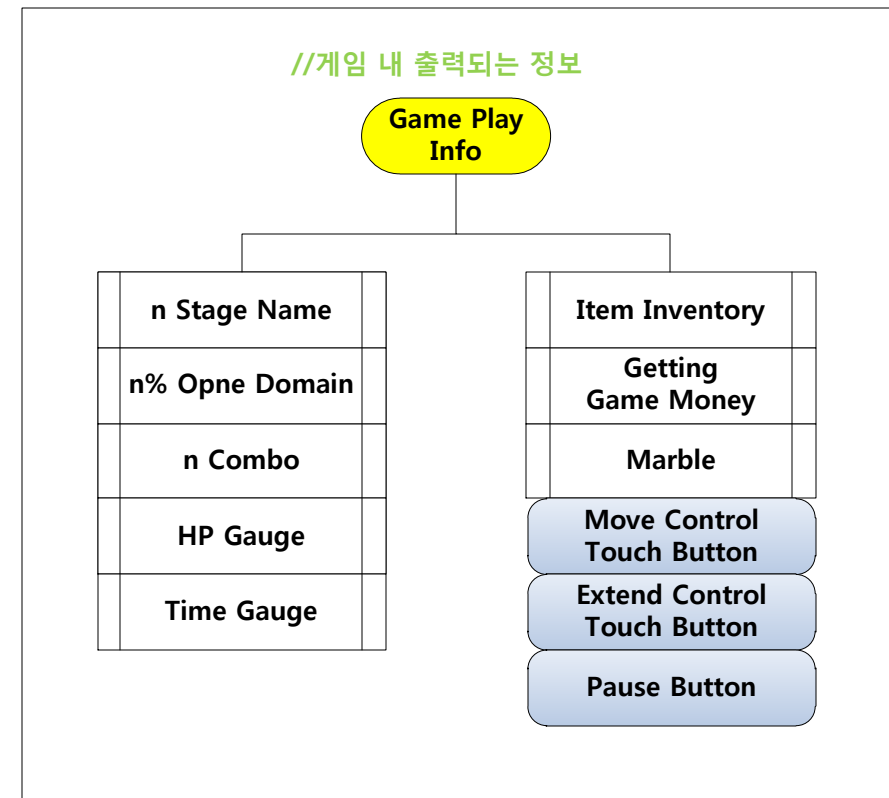 //게임 내 출력되는 정보
Game Play
Info
n Stage Name
n% Opne Domain
n Combo
HP Gauge
Time Gauge
Item Inventory
Getting
Game Money
Marble
Move Control
Touch Button
Extend Control
Touch Button
Pause Button